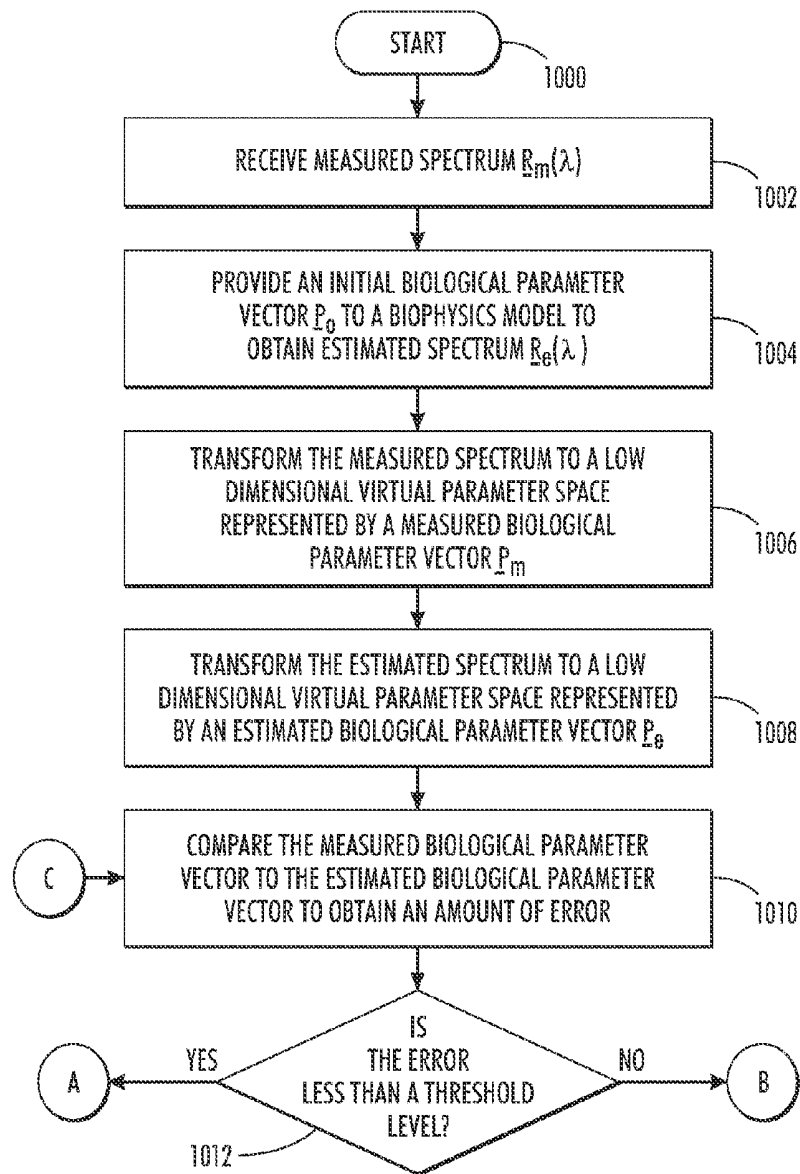 START
1000
RECEIVE MEASURED SPECTRUM R̲m(λ)
1002
PROVIDE AN INITIAL BIOLOGICAL PARAMETER
VECTOR P̲o TO A BIOPHYSICS MODEL TO
OBTAIN ESTIMATED SPECTRUM R̲e(λ)
1004
TRANSFORM THE MEASURED SPECTRUM TO A LOW
DIMENSIONAL VIRTUAL PARAMETER SPACE
REPRESENTED BY A MEASURED BIOLOGICAL
PARAMETER VECTOR P̲m
1006
TRANSFORM THE ESTIMATED SPECTRUM TO A LOW
DIMENSIONAL VIRTUAL PARAMETER SPACE REPRESENTED
BY AN ESTIMATED BIOLOGICAL PARAMETER VECTOR P̲e
1008
C
COMPARE THE MEASURED BIOLOGICAL PARAMETER
VECTOR TO THE ESTIMATED BIOLOGICAL PARAMETER
VECTOR TO OBTAIN AN AMOUNT OF ERROR
1010
IS
THE ERROR
LESS THAN A THRESHOLD
LEVEL?
1012
YES
A
NO
B